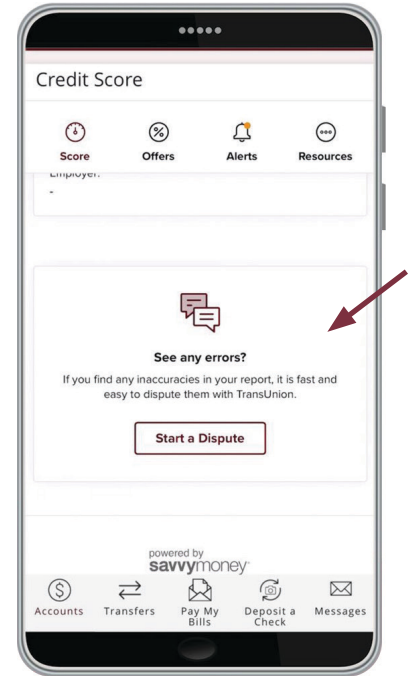 Credit Score
Score Offers Alerts Resources
Employer:
-
See any errors?
If you find any inaccuracies in your report, it is fast and
easy to dispute them with TransUnion.
Start a Dispute
powered by
savvymoney
Accounts Transfers Pay My Bills Deposit a Check Messages